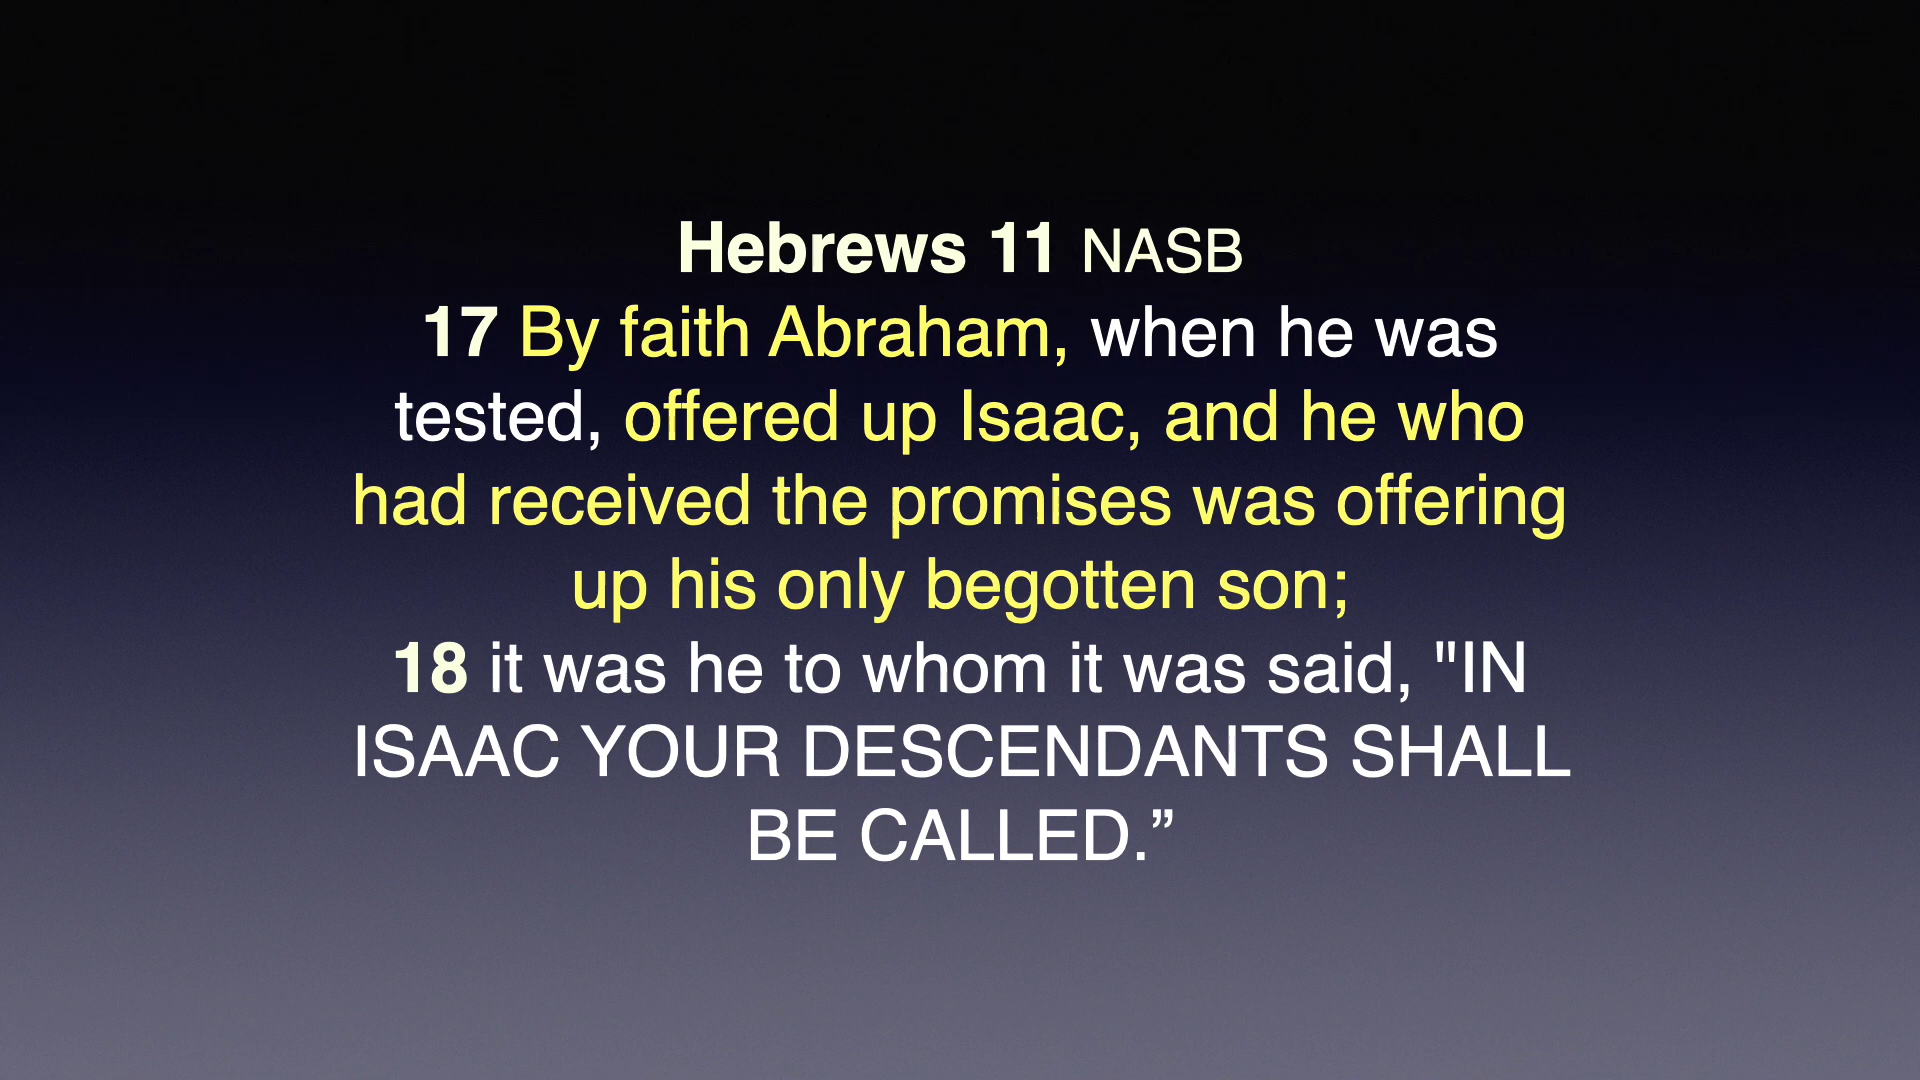 Hebrews 11 NASB
17 By faith Abraham, when he was
tested, offered up Isaac, and he who
had received the promises was offering
up his only begotten son;
18 it was he to whom it was said, "IN
ISAAC YOUR DESCENDANTS SHALL
BE CALLED.”